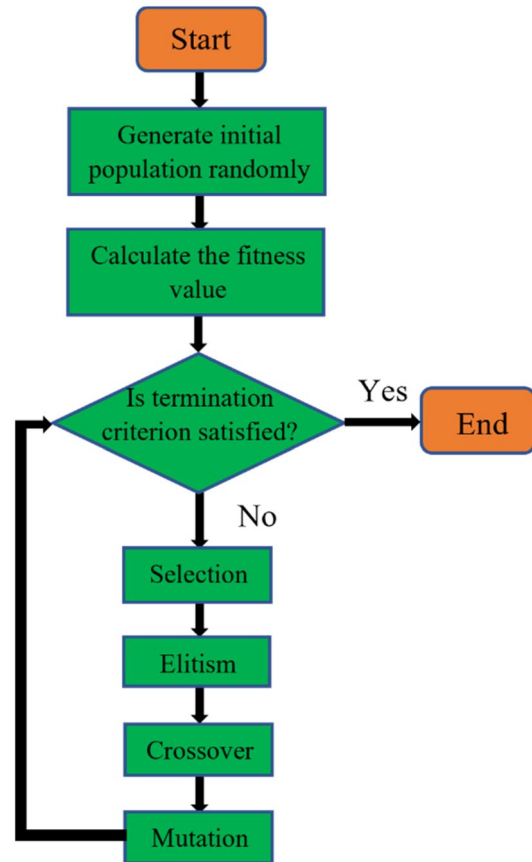 Start
Generate initial
population randomly
Calculate the fitness
value
Is termination
criterion satisfied?
Yes
End
No
Selection
Elitism
Crossover
Mutation